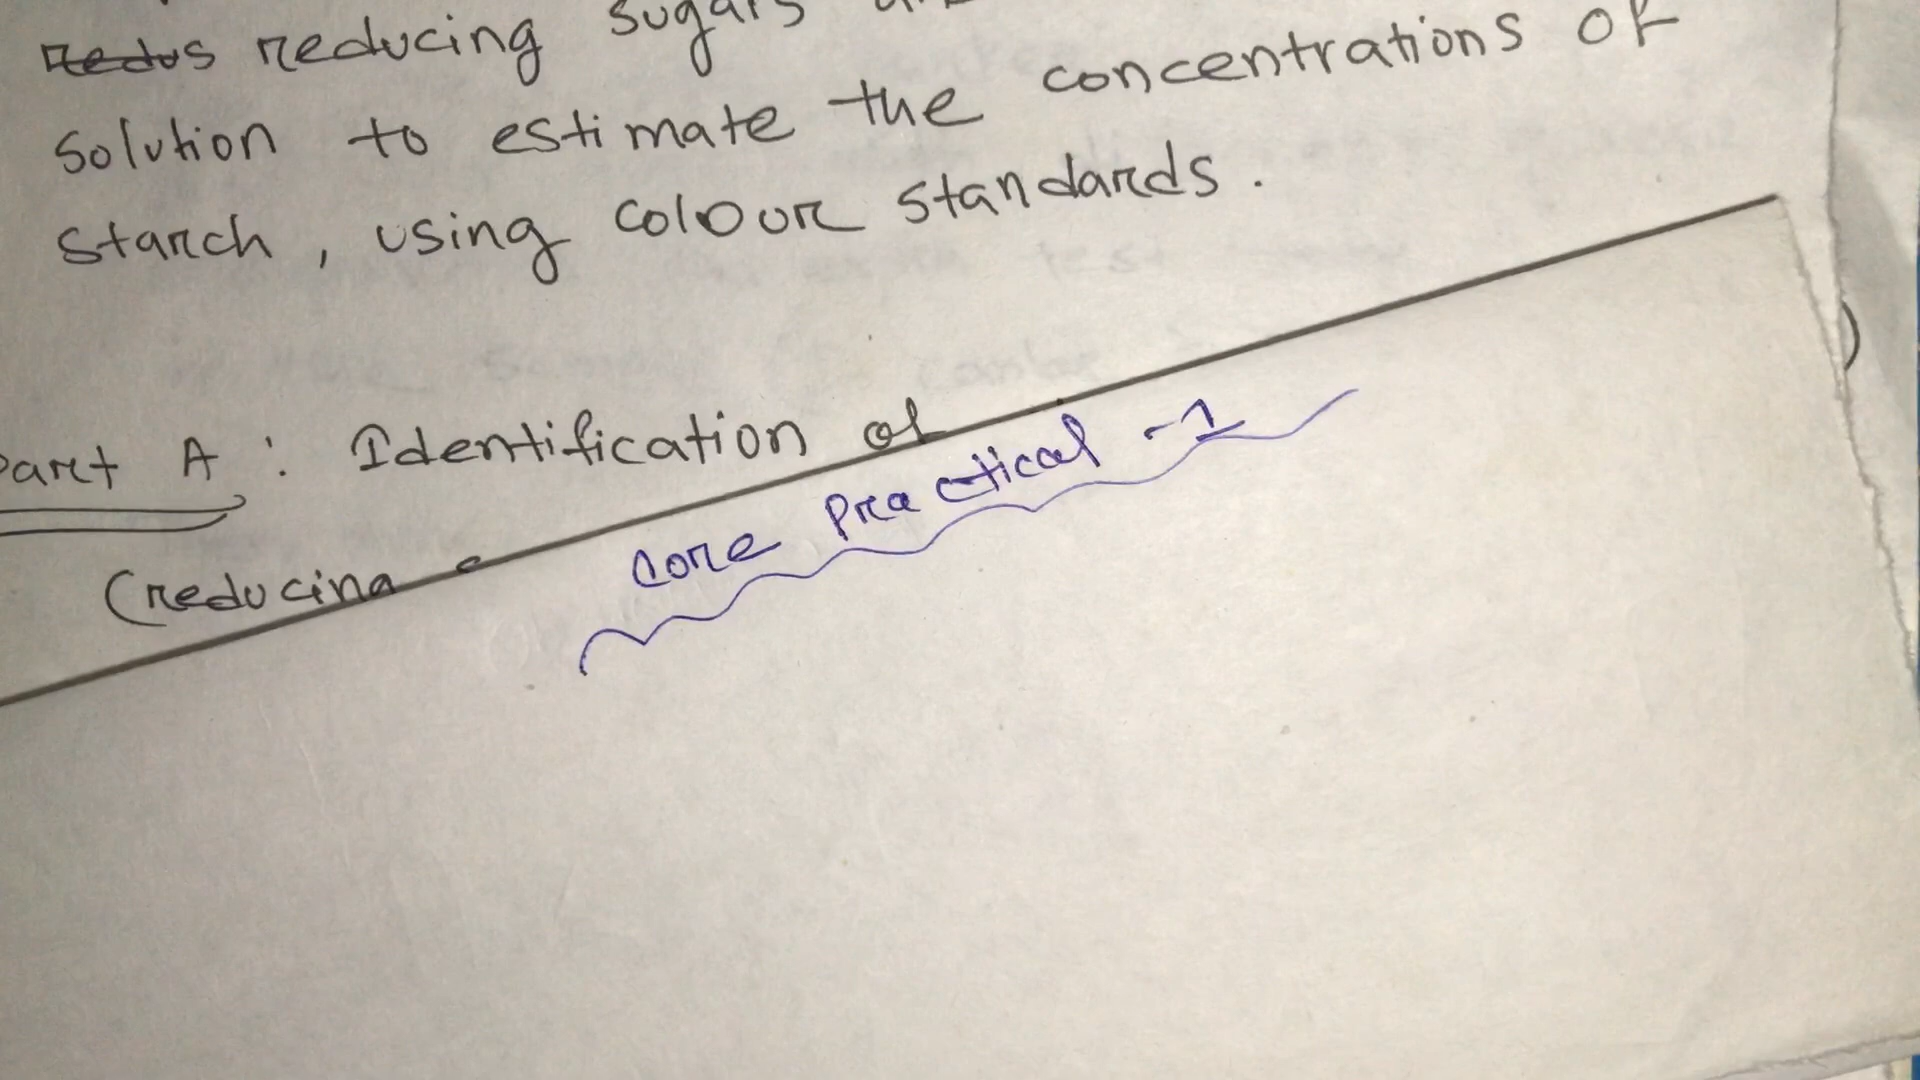 redus reducing sugars
solution to estimate the concentrations of
starch, using colour standards.
Part A : Identification of
(reducing
Core Practical -1